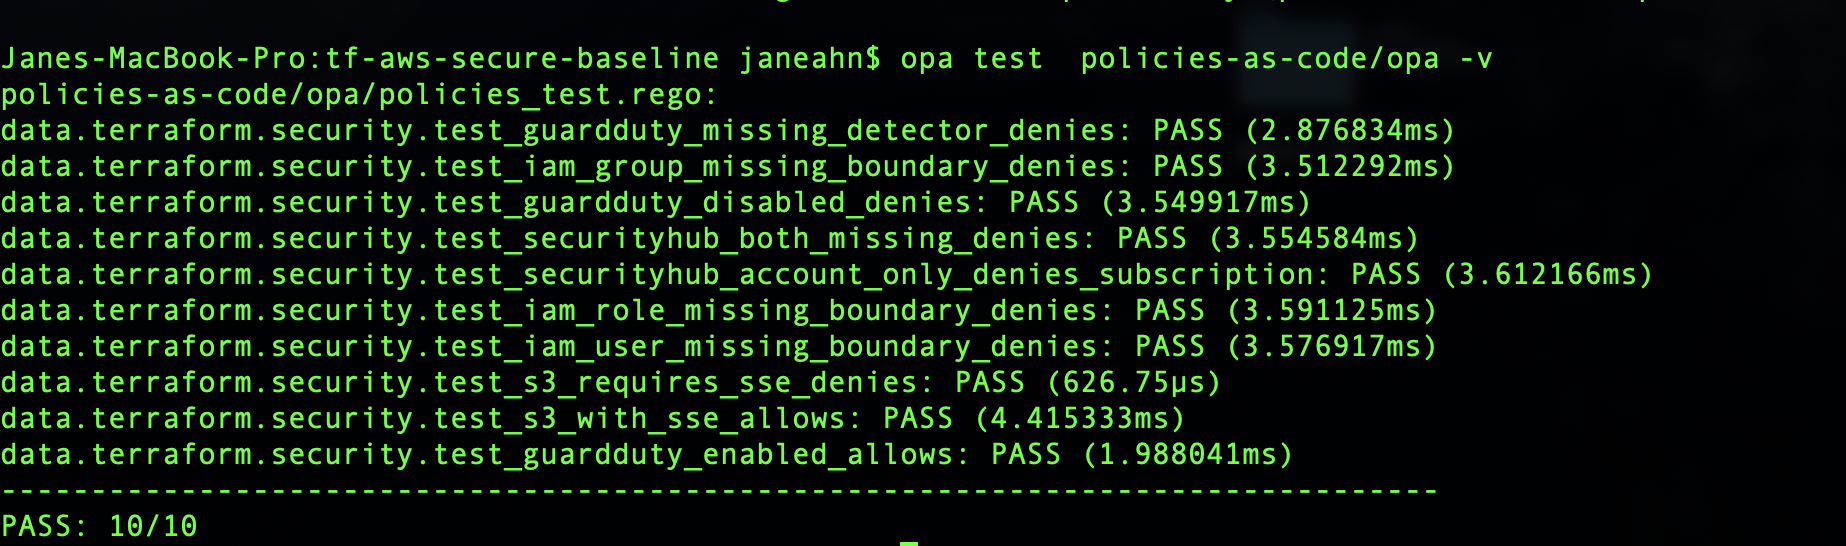 Janes-MacBook-Pro:tf-aws-secure-baseline janeahn$ opa test  policies-as-code/opa -v
policies-as-code/opa/policies_test.rego:
data.terraform.security.test_guardduty_missing_detector_denies: PASS (2.876834ms)
data.terraform.security.test_iam_group_missing_boundary_denies: PASS (3.512292ms)
data.terraform.security.test_guardduty_disabled_denies: PASS (3.549917ms)
data.terraform.security.test_securityhub_both_missing_denies: PASS (3.554584ms)
data.terraform.security.test_securityhub_account_only_denies_subscription: PASS (3.612166ms)
data.terraform.security.test_iam_role_missing_boundary_denies: PASS (3.591125ms)
data.terraform.security.test_iam_user_missing_boundary_denies: PASS (3.576917ms)
data.terraform.security.test_s3_requires_sse_denies: PASS (626.75µs)
data.terraform.security.test_s3_with_sse_allows: PASS (4.415333ms)
data.terraform.security.test_guardduty_enabled_allows: PASS (1.988041ms)
--------------------------------------------------------------------------------
PASS: 10/10